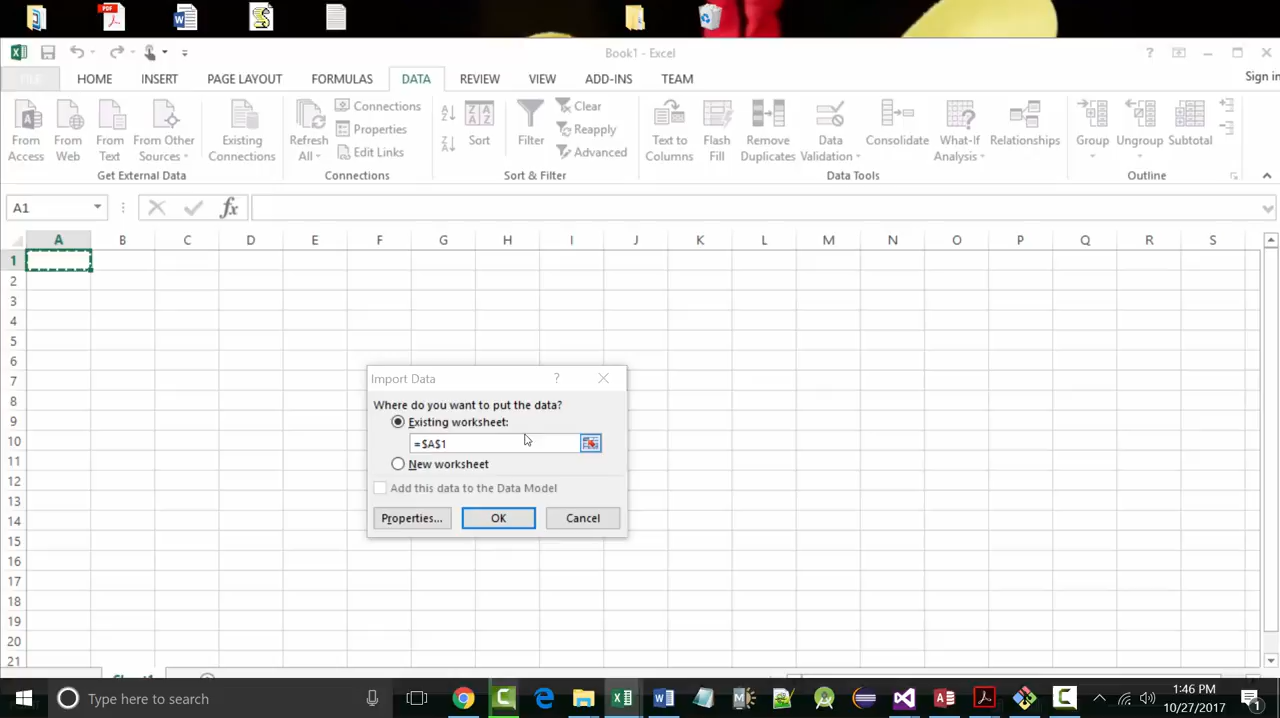 PDF
Book1 - Excel
?
FILE HOME INSERT PAGE LAYOUT FORMULAS DATA REVIEW VIEW ADD-INS TEAM Sign in
From Access
From Web
From Text
From Other Sources
Existing Connections
Refresh All
Connections
Properties
Edit Links
Sort
Filter
Clear
Reapply
Advanced
Text to Columns
Flash Fill
Remove Duplicates
Data Validation
Consolidate
What-If Analysis
Relationships
Group
Ungroup
Subtotal
Get External Data Connections Sort & Filter Data Tools Outline
A1 fx
A B C D E F G H I J K L M N O P Q R S
1
2
3
4
5
6
7
8
9
10
11
12
13
14
15
16
17
18
19
20
21
Import Data ?
Where do you want to put the data?
Existing worksheet:
=$A$1
New worksheet
Add this data to the Data Model
Properties... OK Cancel
Type here to search
1:46 PM
10/27/2017